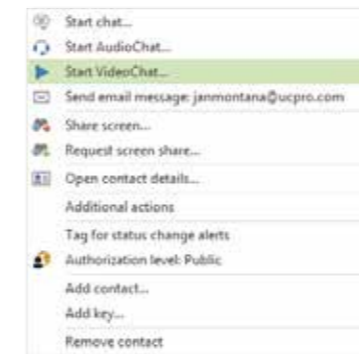 Start chat...
Start AudioChat...
Start VideoChat...
Send email message: janmontana@ucpro.com
Share screen...
Request screen share...
Open contact details...
Additional actions
Tag for status change alerts
Authorization level: Public
Add contact...
Add key...
Remove contact